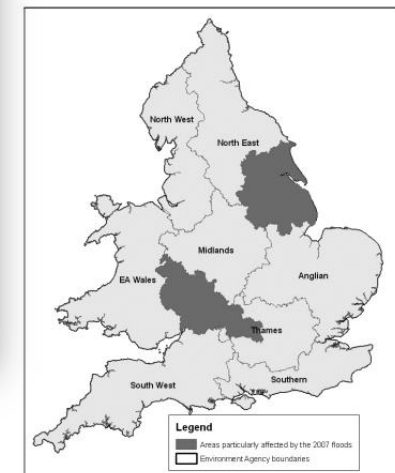 North West
North East
Midlands
EA Wales
Anglian
Thames
South West
Southern
Legend
Areas particularly affected by the 2007 floods
Environment Agency boundaries